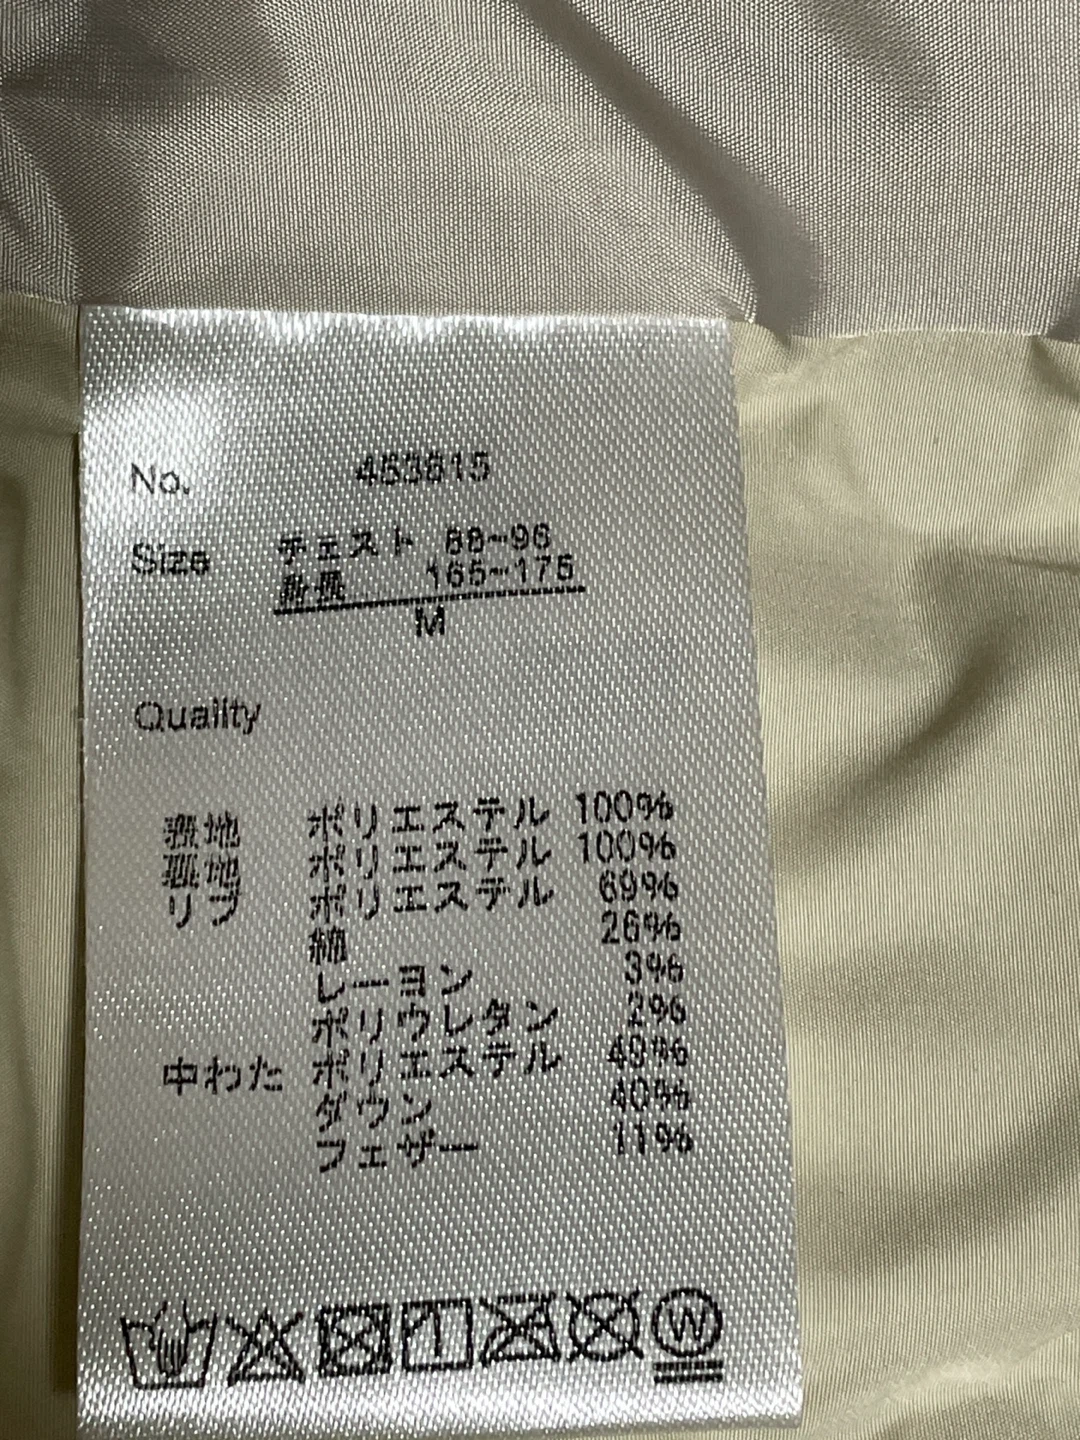 No. 453615
Size チェスト 88~96
身長 165~175
M
Quality
表地 ポリエステル 100%
裏地 ポリエステル 100%
リブ ポリエステル 69%
綿 26%
レーヨン 3%
ポリウレタン 2%
中わた ポリエステル 49%
ダウン 40%
フェザー 11%
W